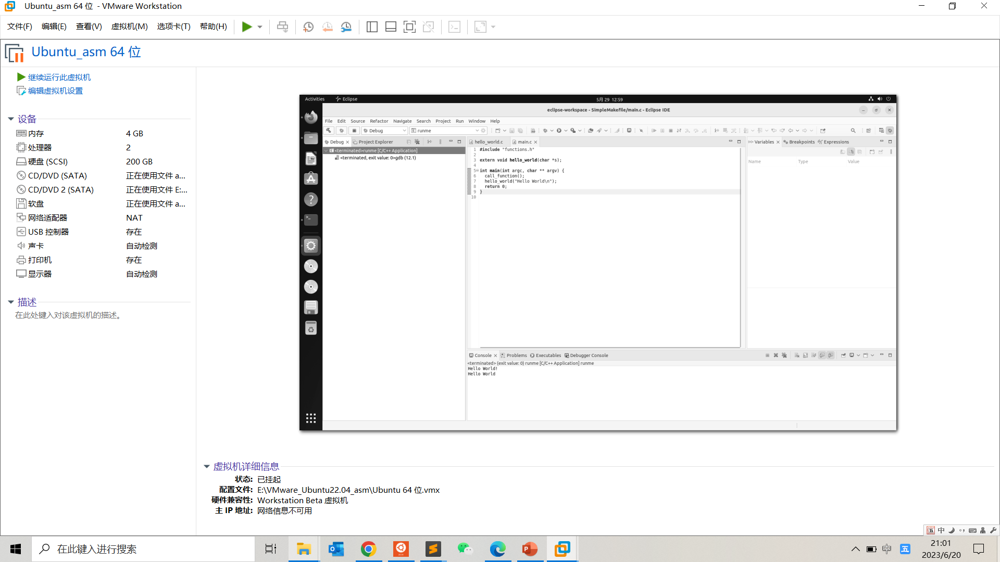 Ubuntu_asm 64 位 - VMware Workstation
文件(F) 编辑(E) 查看(V) 虚拟机(M) 选项卡(T) 帮助(H)
Ubuntu_asm 64 位
继续运行此虚拟机
编辑虚拟机设置
设备
内存 4 GB
处理器 2
硬盘 (SCSI) 200 GB
CD/DVD (SATA) 正在使用文件 a...
CD/DVD 2 (SATA) 正在使用文件 E:...
软盘 正在使用文件 a...
网络适配器 NAT
USB 控制器 存在
声卡 自动检测
打印机 存在
显示器 自动检测
描述
在此处键入对该虚拟机的描述。
Activities Eclipse 5月 29 12:59
eclipse-workspace - SimpleMakefile/main.c - Eclipse IDE
File Edit Source Refactor Navigate Search Project Run Window Help
Debug runme
Debug Project Explorer
<terminated>runme [C/C++ Application]
<terminated, exit value: 0>gdb (12.1)
hello_world.c main.c
1 #include "functions.h"
2
3 extern void hello_world(char *s);
4
5 int main(int argc, char ** argv) {
6 call_function();
7 hello_world("Hello World\n");
8 return 0;
9 }
10
Variables Breakpoints Expressions
Name Type Value
Console Problems Executables Debugger Console
<terminated> (exit value: 0) runme [C/C++ Application] runme
Hello World!
Hello World
虚拟机详细信息
状态: 已挂起
配置文件: E:\VMware_Ubuntu22.04_asm\Ubuntu 64 位.vmx
硬件兼容性: Workstation Beta 虚拟机
主 IP 地址: 网络信息不可用
五 中
在此键入进行搜索
中 五
21:01
2023/6/20